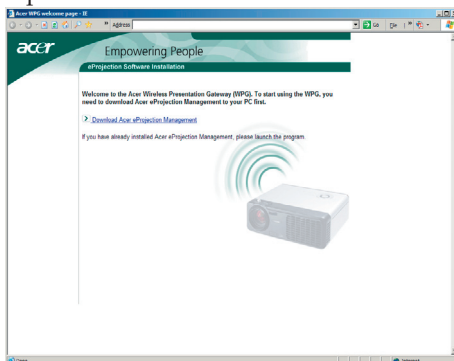 Acer WPG welcome page - IE
Address
Go
acer
Empowering People
eProjection Software Installation
Welcome to the Acer Wireless Presentation Gateway (WPG). To start using the WPG, you
need to download Acer eProjection Management to your PC first.
Download Acer eProjection Management
If you have already installed Acer eProjection Management, please launch the program.
Internet